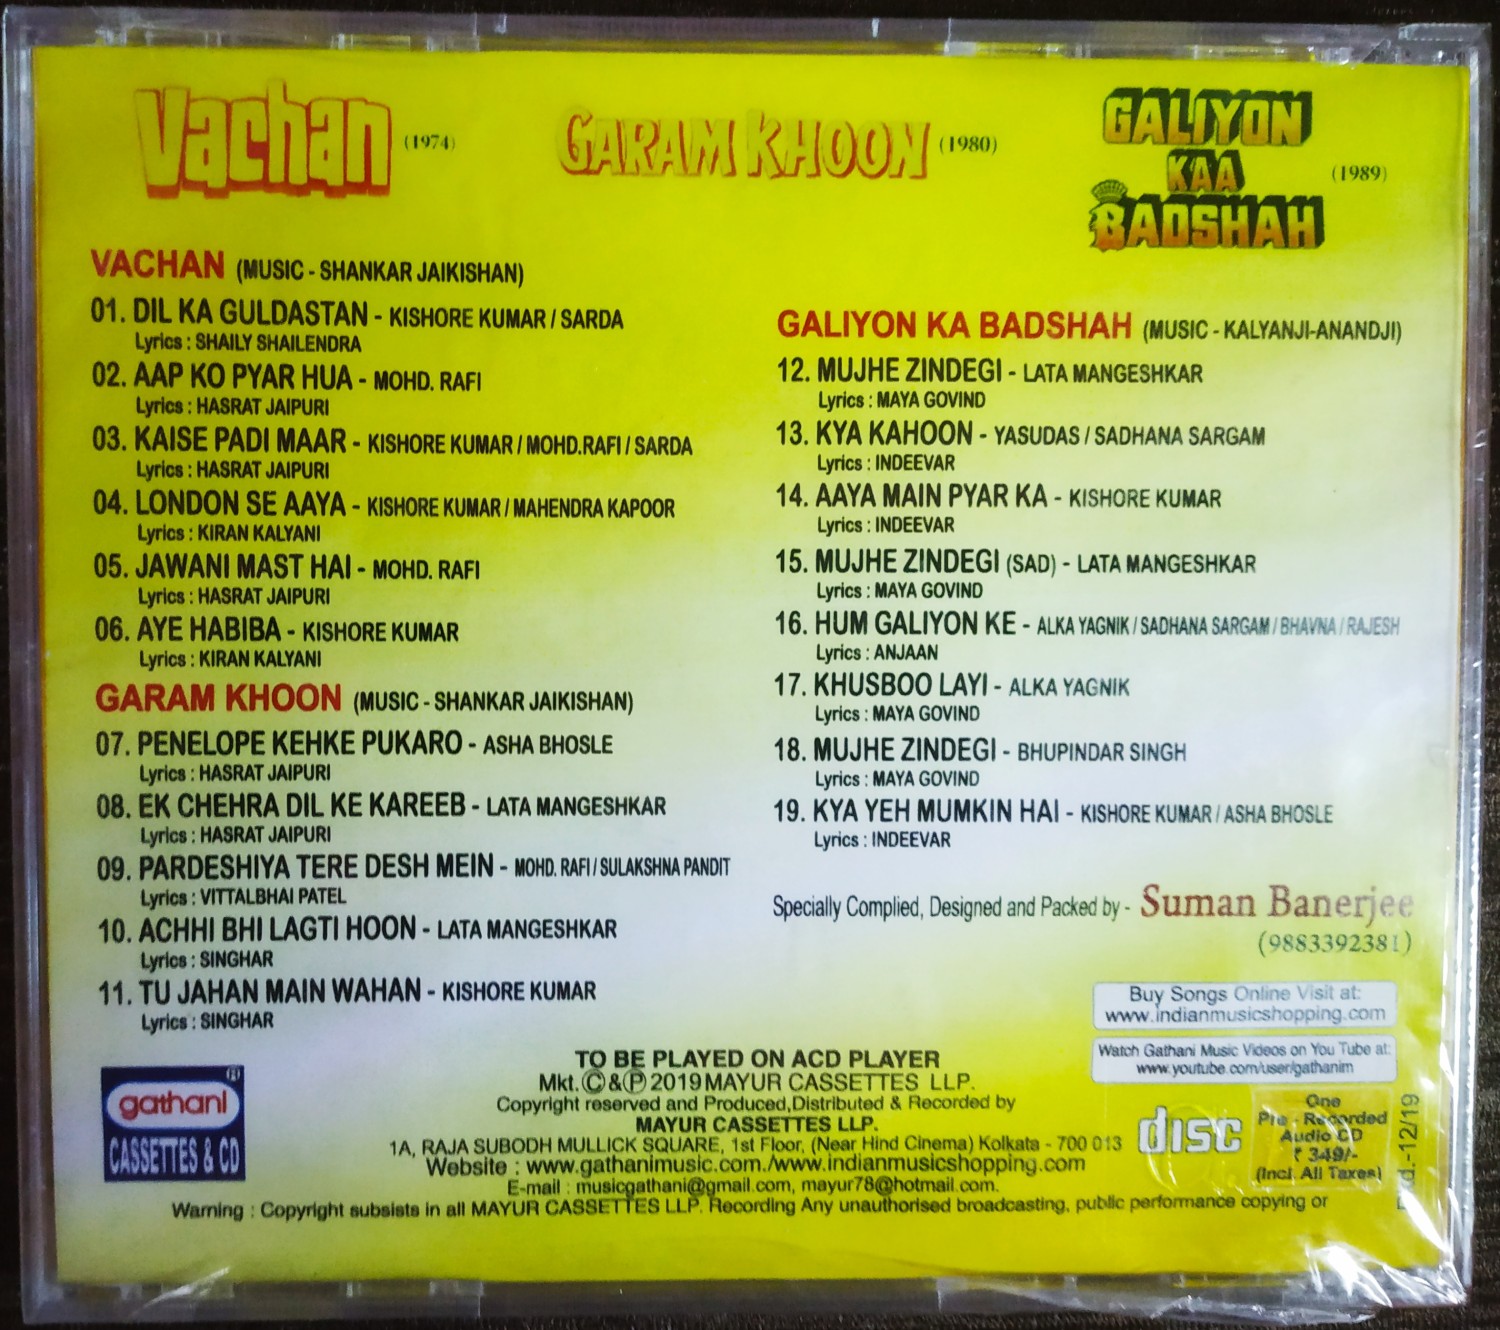 Vachan (1974)
GARAM KHOON (1980)
GALIYON
KAA
BADSHAH
(1989)
VACHAN (MUSIC - SHANKAR JAIKISHAN)
01. DIL KA GULDASTAN - KISHORE KUMAR / SARDA
Lyrics : SHAILY SHAILENDRA
02. AAP KO PYAR HUA - MOHD. RAFI
Lyrics : HASRAT JAIPURI
03. KAISE PADI MAAR - KISHORE KUMAR / MOHD.RAFI / SARDA
Lyrics : HASRAT JAIPURI
04. LONDON SE AAYA - KISHORE KUMAR / MAHENDRA KAPOOR
Lyrics : KIRAN KALYANI
05. JAWANI MAST HAI - MOHD. RAFI
Lyrics : HASRAT JAIPURI
06. AYE HABIBA - KISHORE KUMAR
Lyrics : KIRAN KALYANI
GARAM KHOON (MUSIC - SHANKAR JAIKISHAN)
07. PENELOPE KEHKE PUKARO - ASHA BHOSLE
Lyrics : HASRAT JAIPURI
08. EK CHEHRA DIL KE KAREEB - LATA MANGESHKAR
Lyrics : HASRAT JAIPURI
09. PARDESHIYA TERE DESH MEIN - MOHD. RAFI / SULAKSHNA PANDIT
Lyrics : VITTALBHAI PATEL
10. ACHHI BHI LAGTI HOON - LATA MANGESHKAR
Lyrics : SINGHAR
11. TU JAHAN MAIN WAHAN - KISHORE KUMAR
Lyrics : SINGHAR
GALIYON KA BADSHAH (MUSIC - KALYANJI-ANANDJI)
12. MUJHE ZINDEGI - LATA MANGESHKAR
Lyrics : MAYA GOVIND
13. KYA KAHOON - YASUDAS / SADHANA SARGAM
Lyrics : INDEEVAR
14. AAYA MAIN PYAR KA - KISHORE KUMAR
Lyrics : INDEEVAR
15. MUJHE ZINDEGI (SAD) - LATA MANGESHKAR
Lyrics : MAYA GOVIND
16. HUM GALIYON KE - ALKA YAGNIK / SADHANA SARGAM / BHAVNA / RAJESH
Lyrics : ANJAAN
17. KHUSBOO LAYI - ALKA YAGNIK
Lyrics : MAYA GOVIND
18. MUJHE ZINDEGI - BHUPINDAR SINGH
Lyrics : MAYA GOVIND
19. KYA YEH MUMKIN HAI - KISHORE KUMAR / ASHA BHOSLE
Lyrics : INDEEVAR
Specially Complied, Designed and Packed by - Suman Banerjee
(9883392381)
Buy Songs Online Visit at:
www.indianmusicshopping.com
Watch Gathani Music Videos on You Tube at:
www.youtube.com/user/gathanim
gathani ®
CASSETTES & CD
TO BE PLAYED ON ACD PLAYER
Mkt.©&℗2019 MAYUR CASSETTES LLP.
Copyright reserved and Produced,Distributed & Recorded by
MAYUR CASSETTES LLP.
1A, RAJA SUBODH MULLICK SQUARE, 1st Floor, (Near Hind Cinema) Kolkata - 700 013
Website : www.gathanimusic.com./www.indianmusicshopping.com
E-mail : musicgathani@gmail.com, mayur78@hotmail.com.
Warning : Copyright subsists in all MAYUR CASSETTES LLP. Recording Any unauthorised broadcasting, public performance copying or
disc
One
Pre - Recorded
Audio CD
₹ 349/-
(Incl. All Taxes)
12/19